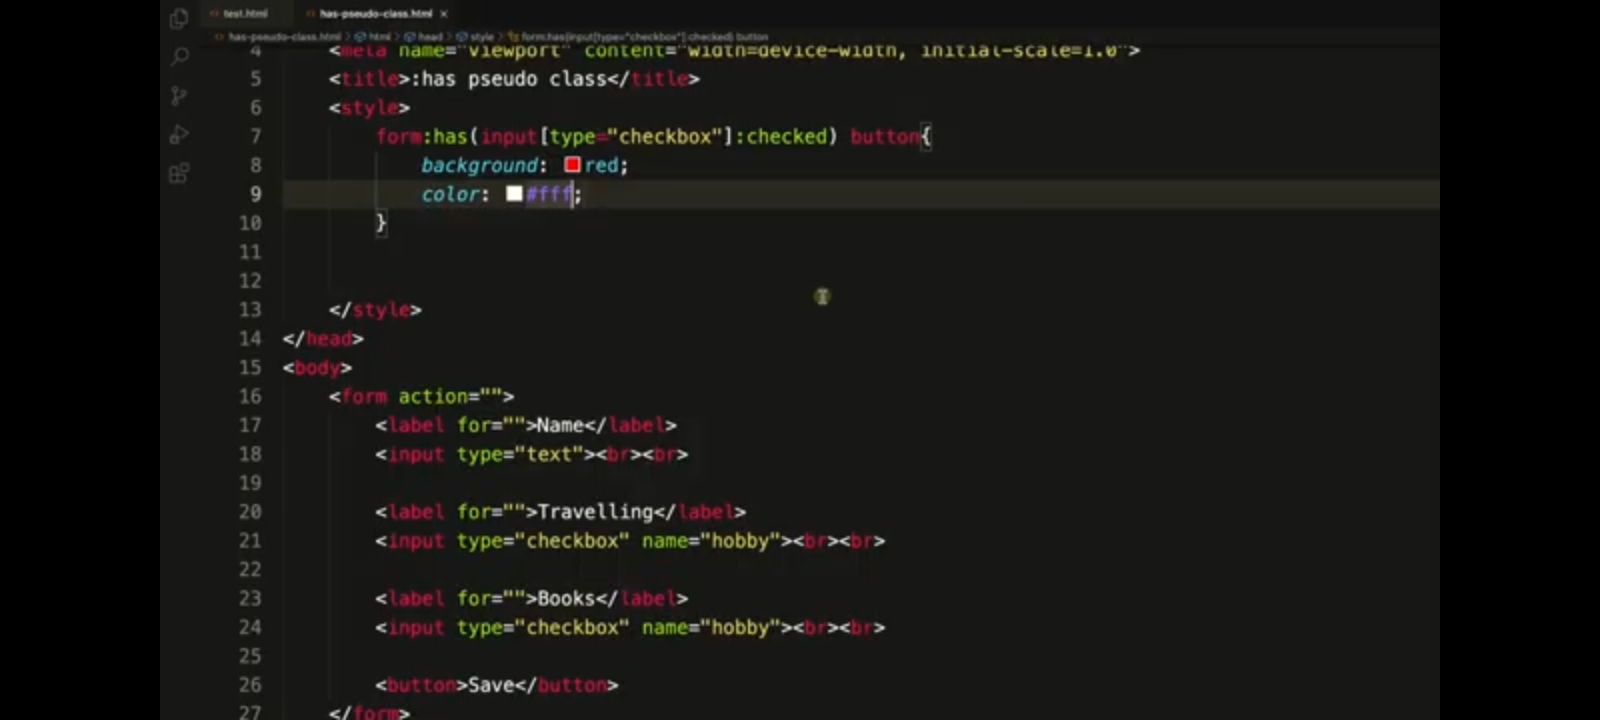 test.html
has-pseudo-class.html ×
has-pseudo-class.html > html > head > style > form:has(input[type="checkbox"]:checked) button
4 <meta name="viewport" content="width=device-width, initial-scale=1.0">
5 <title>:has pseudo class</title>
6 <style>
7 form:has(input[type="checkbox"]:checked) button{
8 background: red;
9 color: #fff;
10 }
11
12
13 </style>
14 </head>
15 <body>
16 <form action="">
17 <label for="">Name</label>
18 <input type="text"><br><br>
19
20 <label for="">Travelling</label>
21 <input type="checkbox" name="hobby"><br><br>
22
23 <label for="">Books</label>
24 <input type="checkbox" name="hobby"><br><br>
25
26 <button>Save</button>
27 </form>